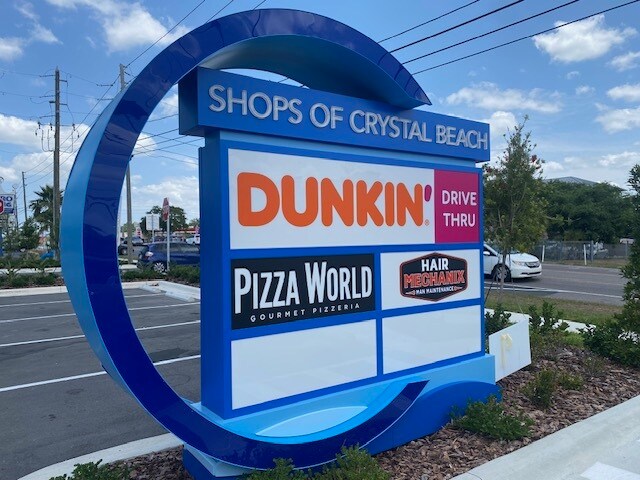 SHOPS OF CRYSTAL BEACH
DUNKIN'
DRIVE
THRU
PIZZA WORLD
GOURMET PIZZERIA
HAIR
MECHANIX
MAN MAINTENANCE